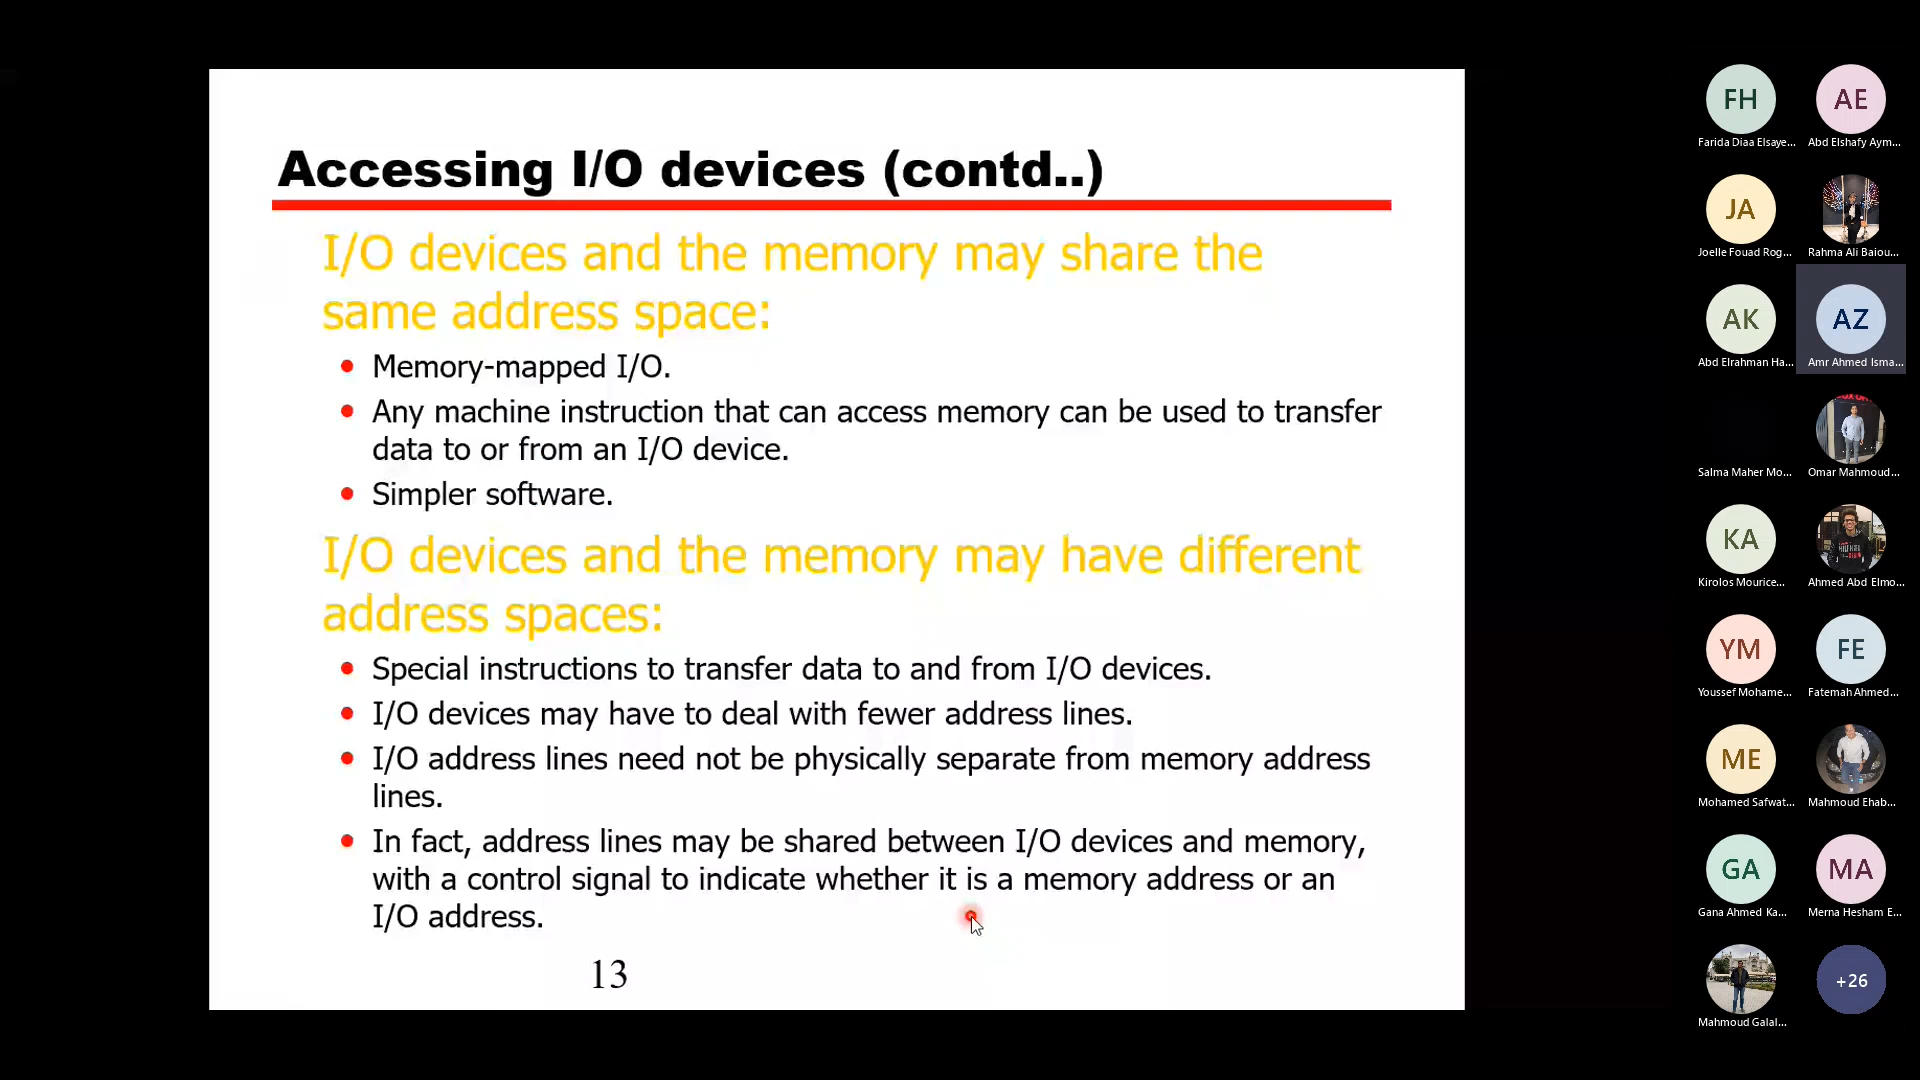 Accessing I/O devices (contd..)
I/O devices and the memory may share the
same address space:
• Memory-mapped I/O.
• Any machine instruction that can access memory can be used to transfer
data to or from an I/O device.
• Simpler software.
I/O devices and the memory may have different
address spaces:
• Special instructions to transfer data to and from I/O devices.
• I/O devices may have to deal with fewer address lines.
• I/O address lines need not be physically separate from memory address
lines.
• In fact, address lines may be shared between I/O devices and memory,
with a control signal to indicate whether it is a memory address or an
I/O address.
13
FH
Farida Diaa Elsaye...
AE
Abd Elshafy Aym...
JA
Joelle Fouad Rog...
Rahma Ali Baiou...
AK
Abd Elrahman Ha...
AZ
Amr Ahmed Isma...
Salma Maher Mo...
Omar Mahmoud...
KA
Kirolos Mourice...
Ahmed Abd Elmo...
YM
Youssef Mohame...
FE
Fatemah Ahmed...
ME
Mohamed Safwat...
Mahmoud Ehab...
GA
Gana Ahmed Ka...
MA
Merna Hesham E...
Mahmoud Galal...
+26